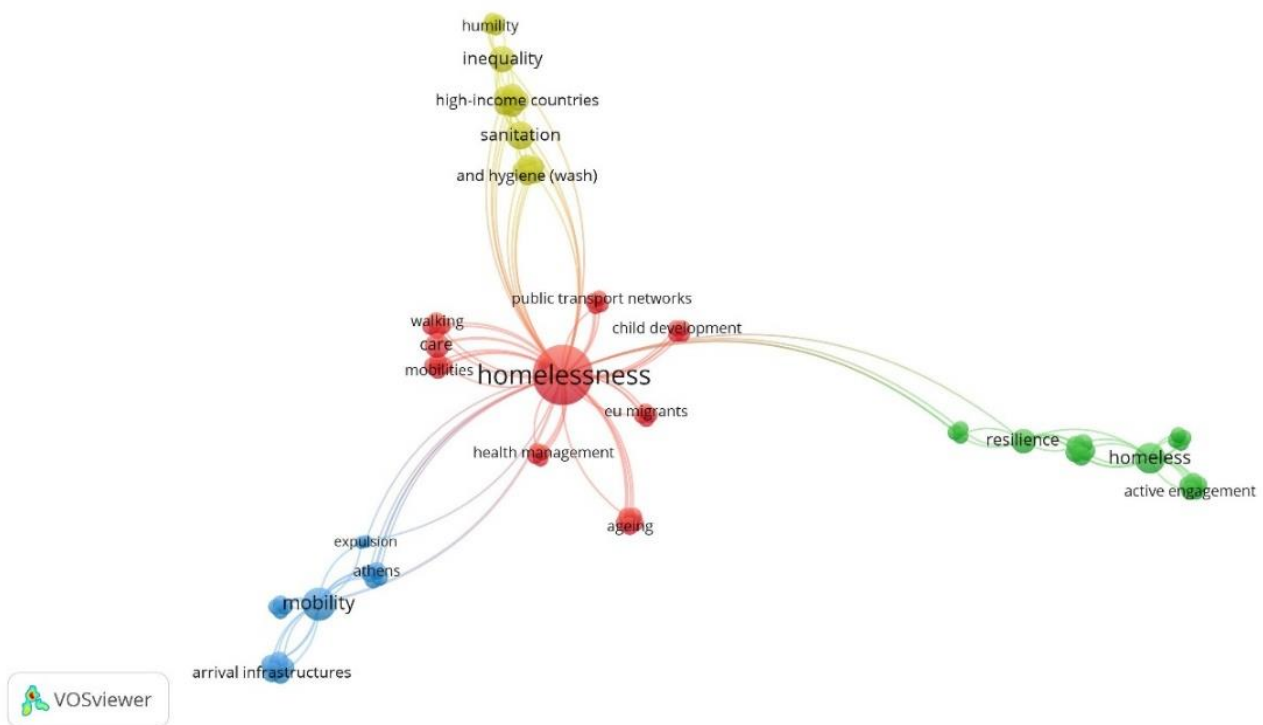 humility
inequality
high-income countries
sanitation
and hygiene (wash)
public transport networks
walking
child development
care
mobilities
homelessness
eu migrants
resilience
health management
homeless
active engagement
ageing
expulsion
athens
mobility
arrival infrastructures
VOSviewer